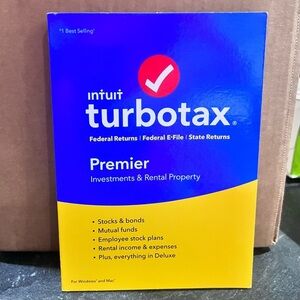 #1 Best Selling
intuit
turbotax®
Federal Returns | Federal E-File | State Returns
Premier
Investments & Rental Property
• Stocks & bonds
• Mutual funds
• Employee stock plans
• Rental income & expenses
• Plus, everything in Deluxe
For Windows® and Mac®